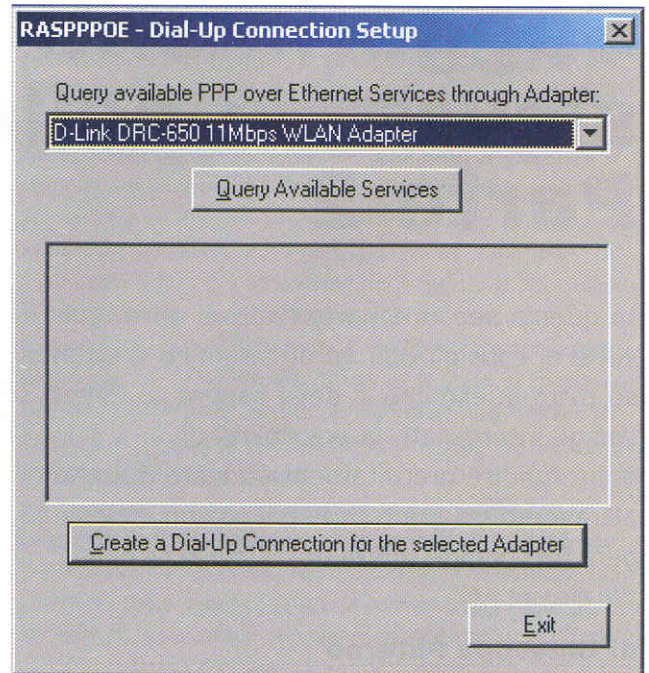 RASPPPOE - Dial-Up Connection Setup
Query available PPP over Ethernet Services through Adapter:
D-Link DRC-650 11Mbps WLAN Adapter
Query Available Services
Create a Dial-Up Connection for the selected Adapter
Exit